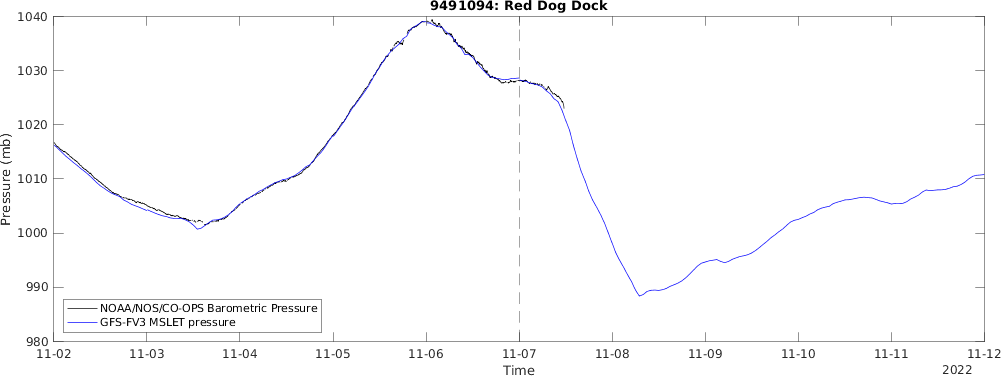 9491094: Red Dog Dock
Pressure (mb)
1040
1030
1020
1010
1000
990
980
NOAA/NOS/CO-OPS Barometric Pressure
GFS-FV3 MSLET pressure
11-02 11-03 11-04 11-05 11-06 11-07 11-08 11-09 11-10 11-11 11-12
Time
2022